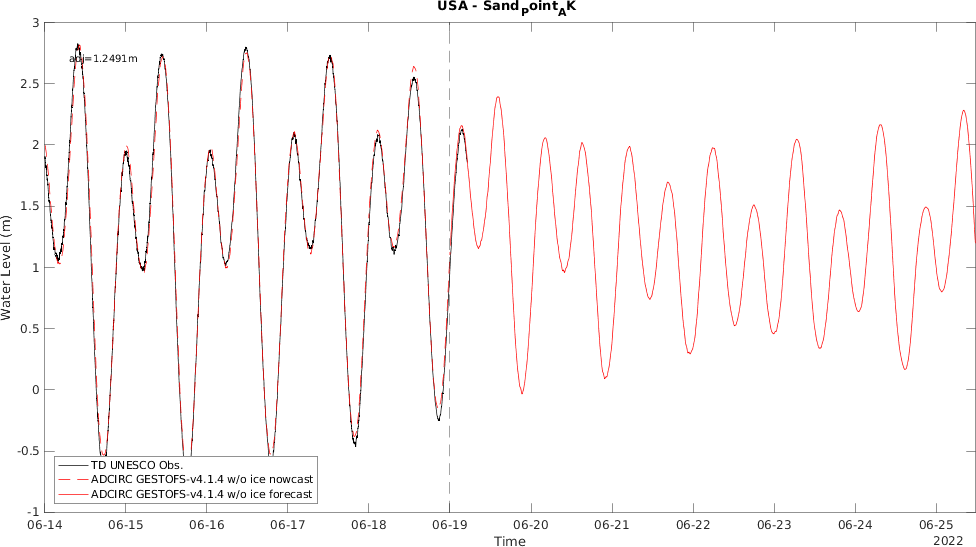 USA - SandPointAK
adj=1.2491m
3
2.5
2
1.5
1
0.5
0
-0.5
-1
Water Level (m)
TD UNESCO Obs.
ADCIRC GESTOFS-v4.1.4 w/o ice nowcast
ADCIRC GESTOFS-v4.1.4 w/o ice forecast
06-14 06-15 06-16 06-17 06-18 06-19 06-20 06-21 06-22 06-23 06-24 06-25
Time
2022